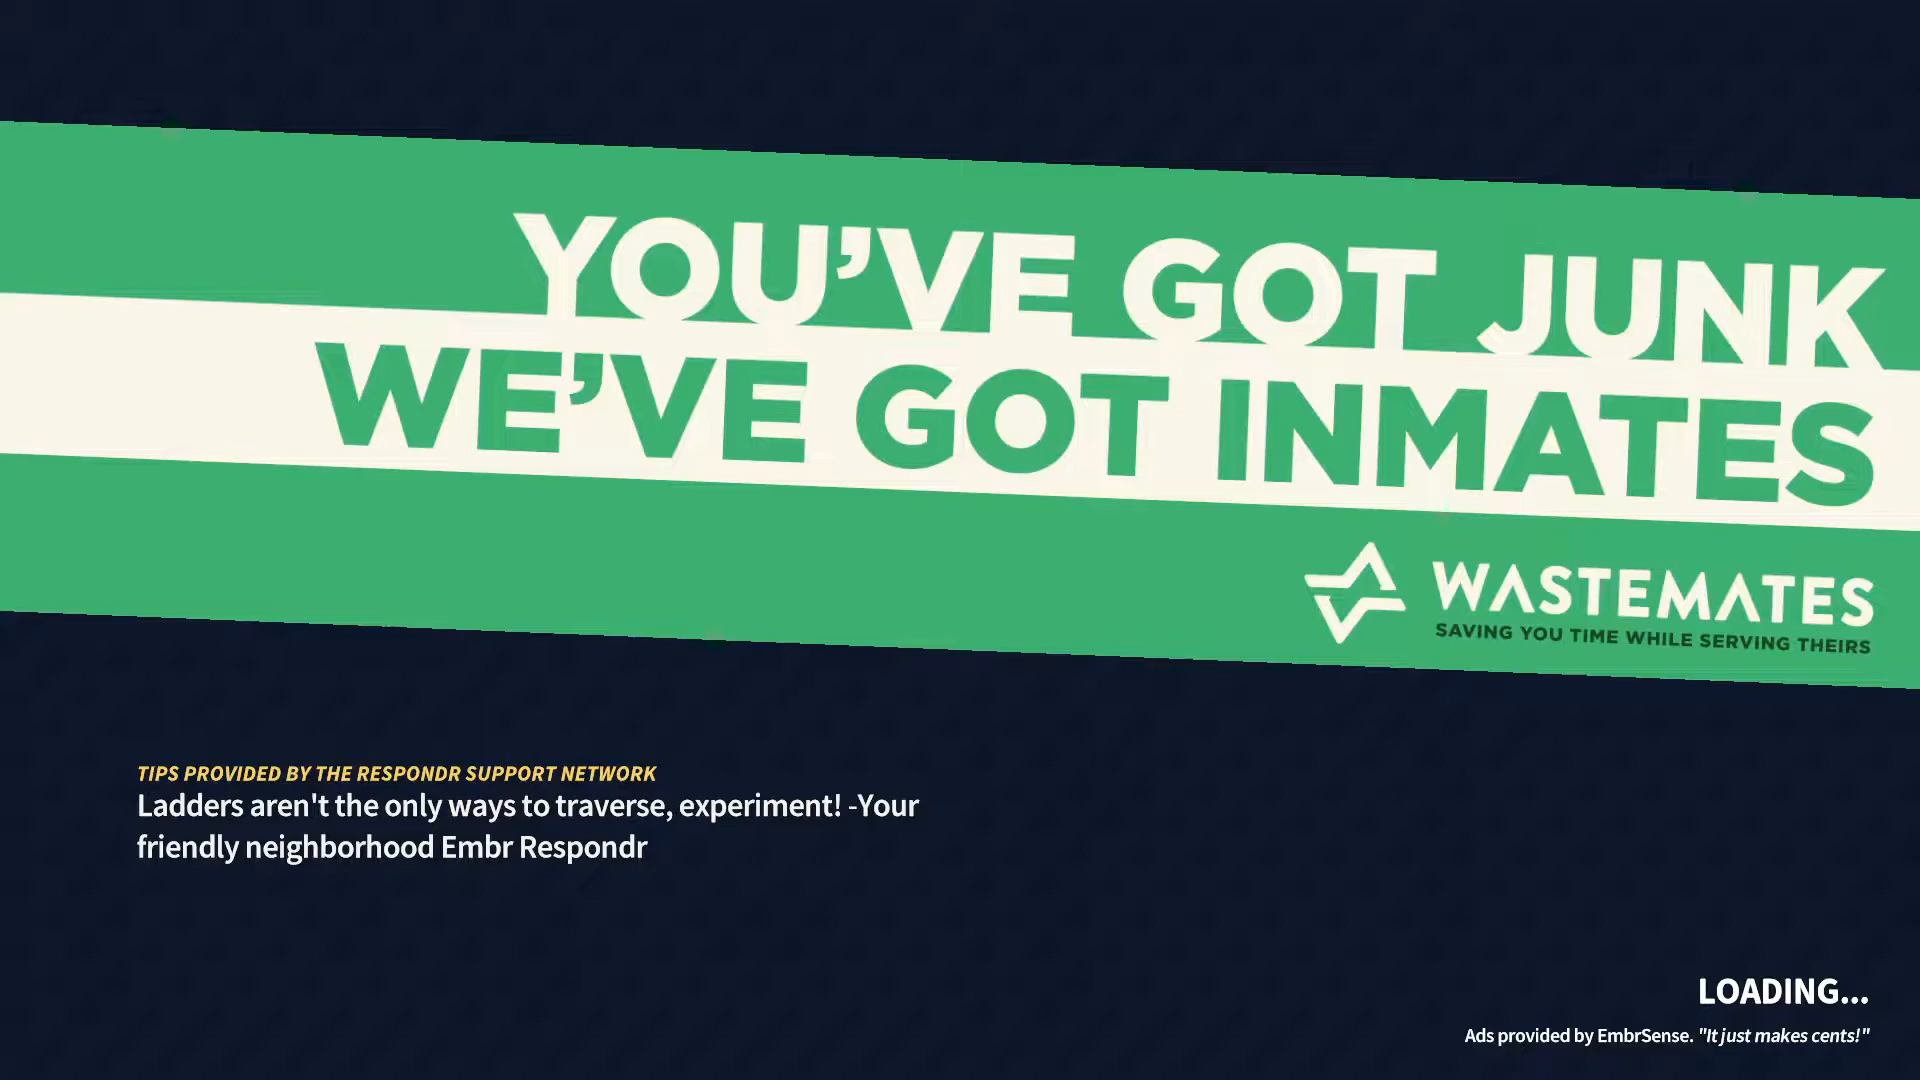 YOU'VE GOT JUNK
WE'VE GOT INMATES
WASTEMATES
SAVING YOU TIME WHILE SERVING THEIRS
TIPS PROVIDED BY THE RESPONDR SUPPORT NETWORK
Ladders aren't the only ways to traverse, experiment! -Your
friendly neighborhood Embr Respondr
LOADING...
Ads provided by EmbrSense. "It just makes cents!"